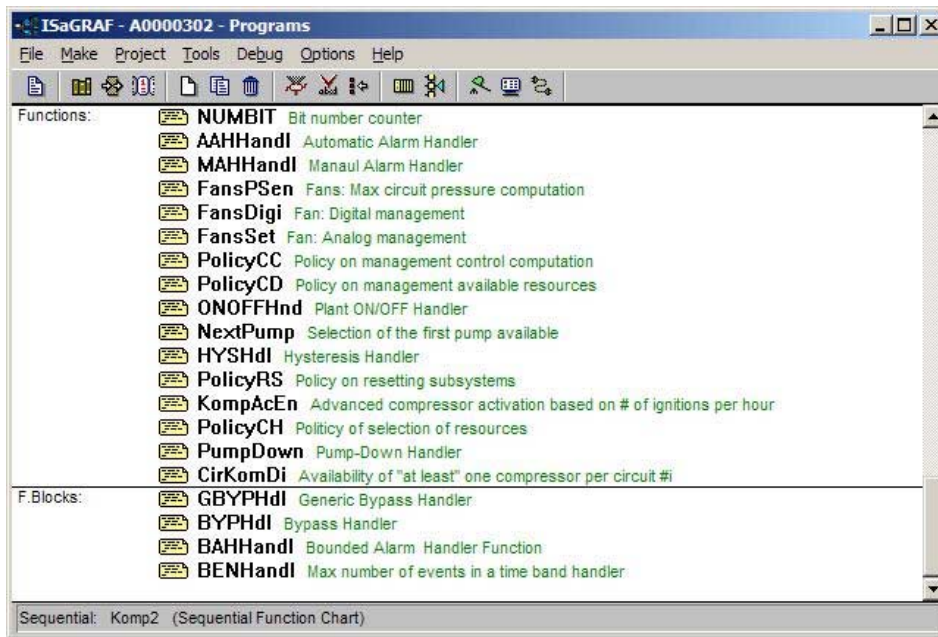 ISaGRAF - A0000302 - Programs
File Make Project Tools Debug Options Help
Functions: NUMBIT Bit number counter
AAHHandl Automatic Alarm Handler
MAHHandl Manaul Alarm Handler
FansPSen Fans: Max circuit pressure computation
FansDigi Fan: Digital management
FansSet Fan: Analog management
PolicyCC Policy on management control computation
PolicyCD Policy on management available resources
ONOFFHnd Plant ON/OFF Handler
NextPump Selection of the first pump available
HYSHdl Hysteresis Handler
PolicyRS Policy on resetting subsystems
KompAcEn Advanced compressor activation based on # of ignitions per hour
PolicyCH Politicy of selection of resources
PumpDown Pump-Down Handler
CirKomDi Availability of "at least" one compressor per circuit #i
F.Blocks: GBYPHdl Generic Bypass Handler
BYPHdl Bypass Handler
BAHHandl Bounded Alarm Handler Function
BENHandl Max number of events in a time band handler
Sequential: Komp2 (Sequential Function Chart)